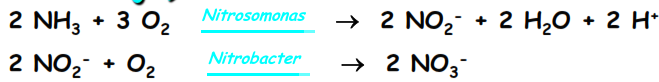 2 NH₃ + 3 O₂ Nitrosomonas → 2 NO₂⁻ + 2 H₂O + 2 H⁺
2 NO₂⁻ + O₂ Nitrobacter → 2 NO₃⁻